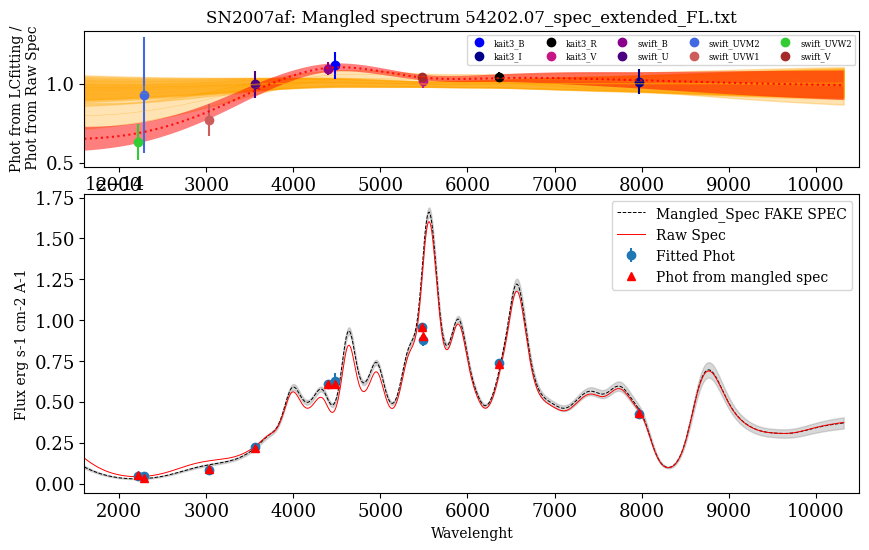 SN2007af: Mangled spectrum 54202.07_spec_extended_FL.txt
Phot from LCfitting /
Phot from Raw Spec
kait3_B kait3_R swift_B swift_UVM2 swift_UVW2
kait3_I kait3_V swift_U swift_UVW1 swift_V
1.0
0.5
2000 3000 4000 5000 6000 7000 8000 9000 10000
1e−14
Flux erg s-1 cm-2 A-1
1.75
1.50
1.25
1.00
0.75
0.50
0.25
0.00
Mangled_Spec FAKE SPEC
Raw Spec
Fitted Phot
Phot from mangled spec
2000 3000 4000 5000 6000 7000 8000 9000 10000
Wavelenght